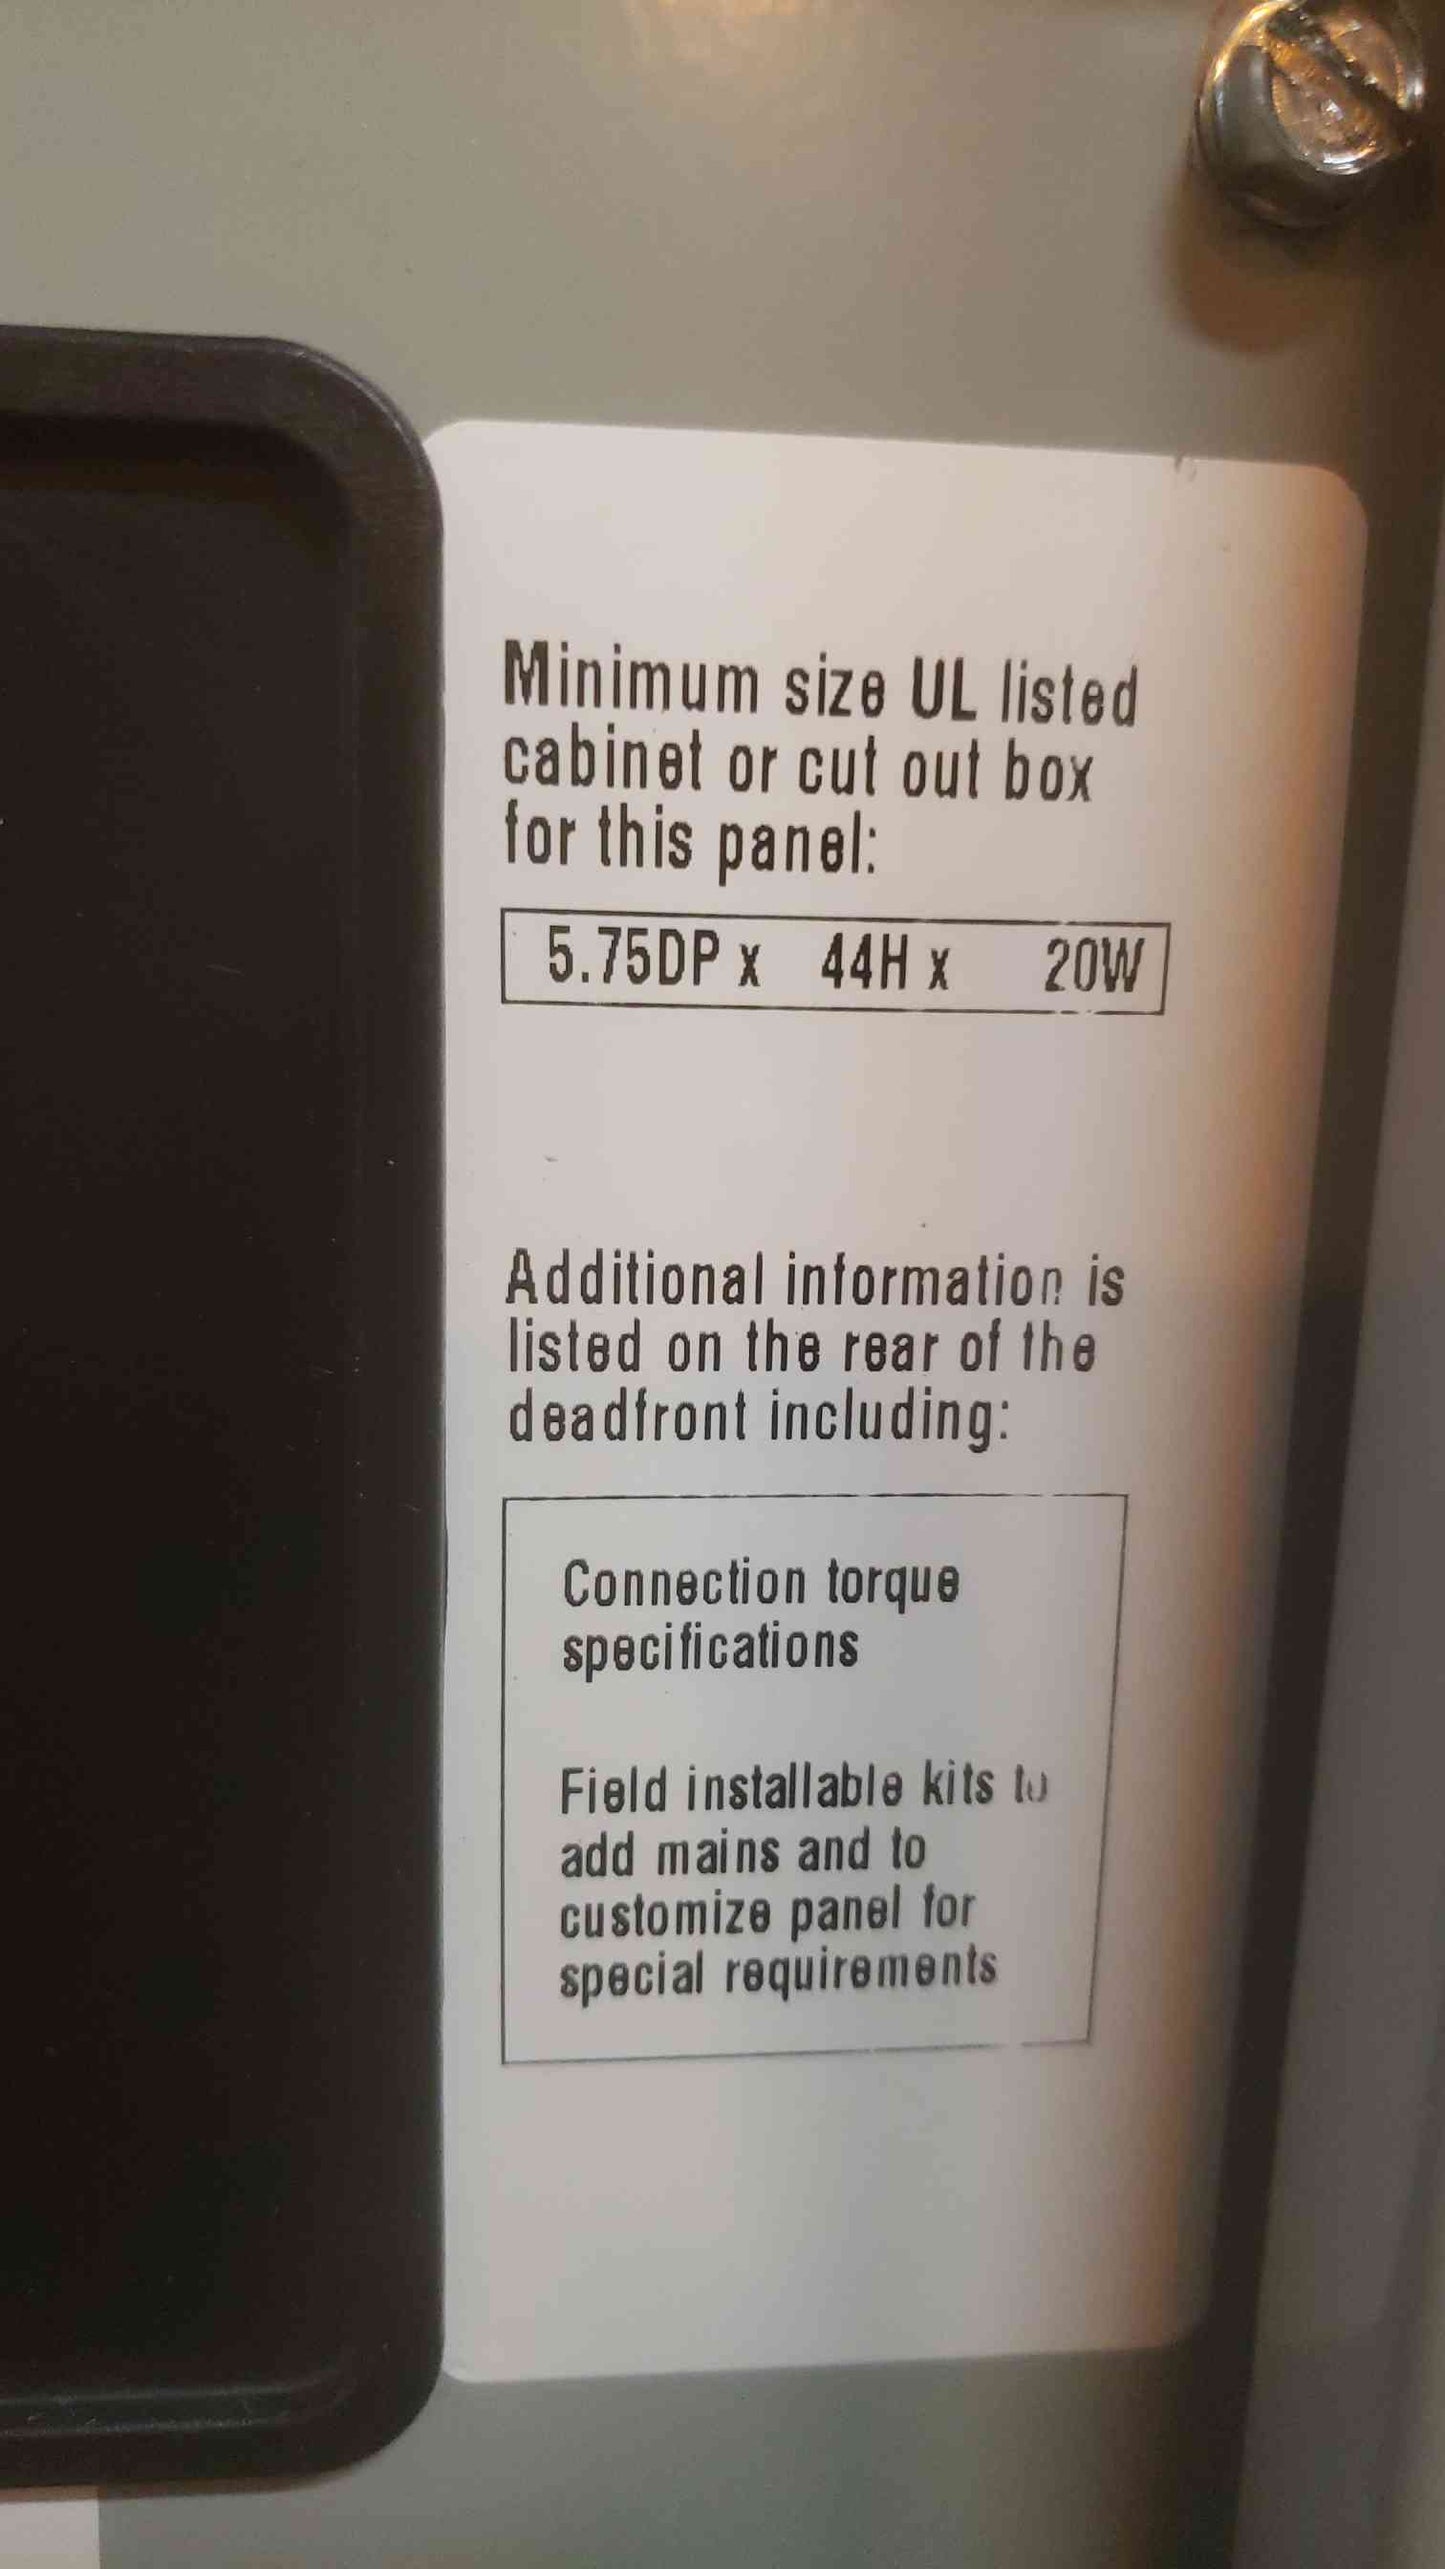 Minimum size UL listed
cabinet or cut out box
for this panel:
5.75DP x 44H x 20W
Additional information is
listed on the rear of the
deadfront including:
Connection torque
specifications
Field installable kits to
add mains and to
customize panel for
special requirements